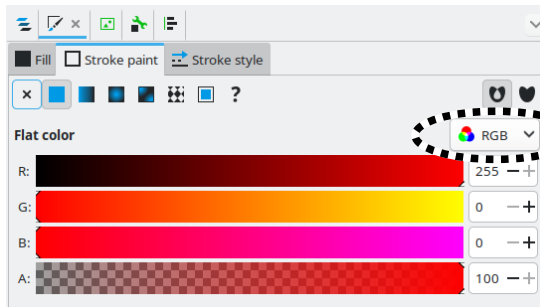 Fill Stroke paint Stroke style
?
Flat color RGB
R: 255
G: 0
B: 0
A: 100